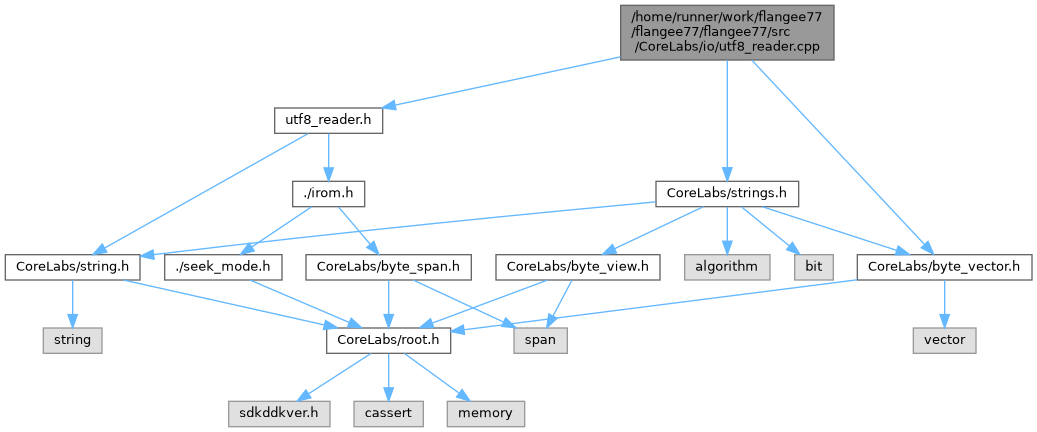 /home/runner/work/flangee77
/flangee77/flangee77/src
/CoreLabs/io/utf8_reader.cpp
utf8_reader.h
./irom.h
CoreLabs/strings.h
CoreLabs/string.h
./seek_mode.h
CoreLabs/byte_span.h
CoreLabs/byte_view.h
algorithm
bit
CoreLabs/byte_vector.h
string
CoreLabs/root.h
span
vector
sdkddkver.h
cassert
memory